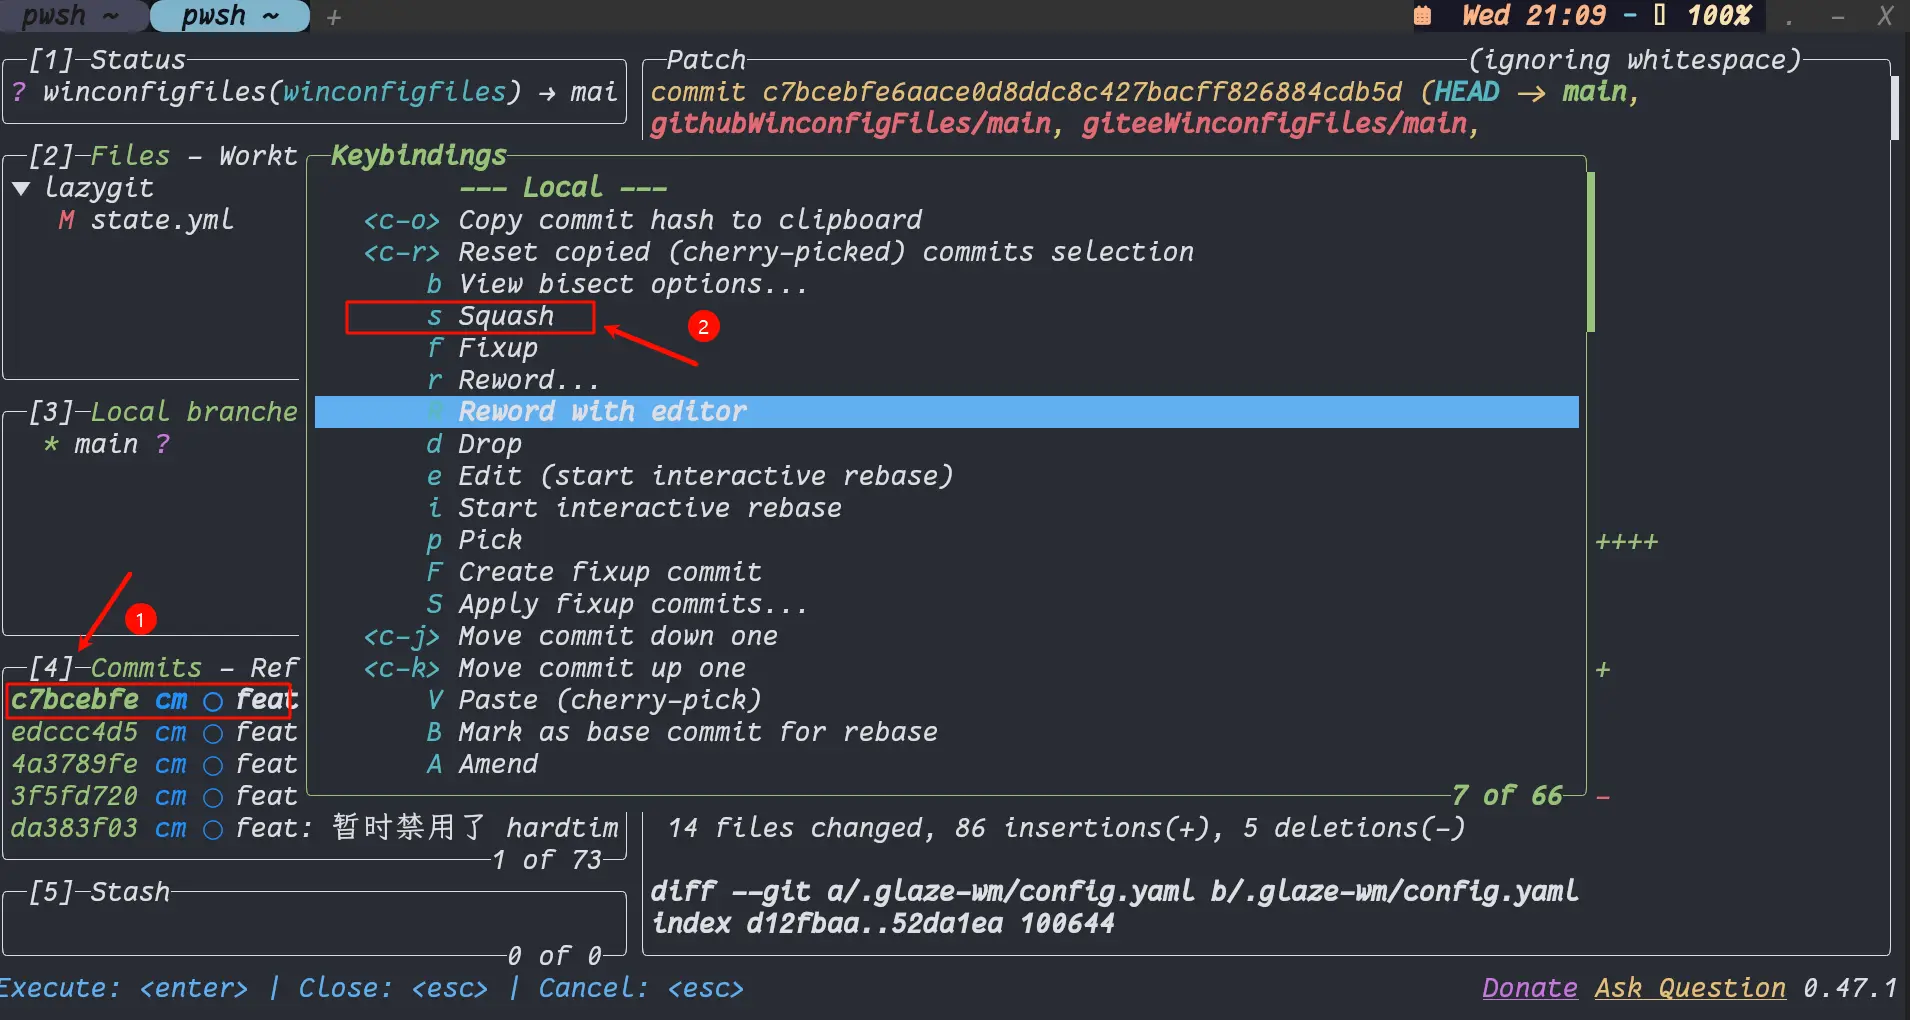 pwsh ~ pwsh ~ + Wed 21:09 - 100% . - X
[1]-Status
? winconfigfiles(winconfigfiles) → mai
Patch (ignoring whitespace)
commit c7bcebfe6aace0d8ddc8c427bacff826884cdb5d (HEAD -> main,
githubWinconfigFiles/main, giteeWinconfigFiles/main,
[2]-Files - Workt
▼ lazygit
M state.yml
[3]-Local branche
* main ?
1
[4]-Commits - Ref
c7bcebfe cm ○ feat
edccc4d5 cm ○ feat
4a3789fe cm ○ feat
3f5fd720 cm ○ feat
da383f03 cm ○ feat: 暂时禁用了 hardtim
1 of 73
[5]-Stash
0 of 0
Keybindings
--- Local ---
<c-o> Copy commit hash to clipboard
<c-r> Reset copied (cherry-picked) commits selection
b View bisect options...
s Squash
2
f Fixup
r Reword...
Reword with editor
d Drop
e Edit (start interactive rebase)
i Start interactive rebase
p Pick
F Create fixup commit
S Apply fixup commits...
<c-j> Move commit down one
<c-k> Move commit up one
V Paste (cherry-pick)
B Mark as base commit for rebase
A Amend
7 of 66
++++
+
-
14 files changed, 86 insertions(+), 5 deletions(-)
diff --git a/.glaze-wm/config.yaml b/.glaze-wm/config.yaml
index d12fbaa..52da1ea 100644
Execute: <enter> | Close: <esc> | Cancel: <esc>
Donate Ask Question 0.47.1